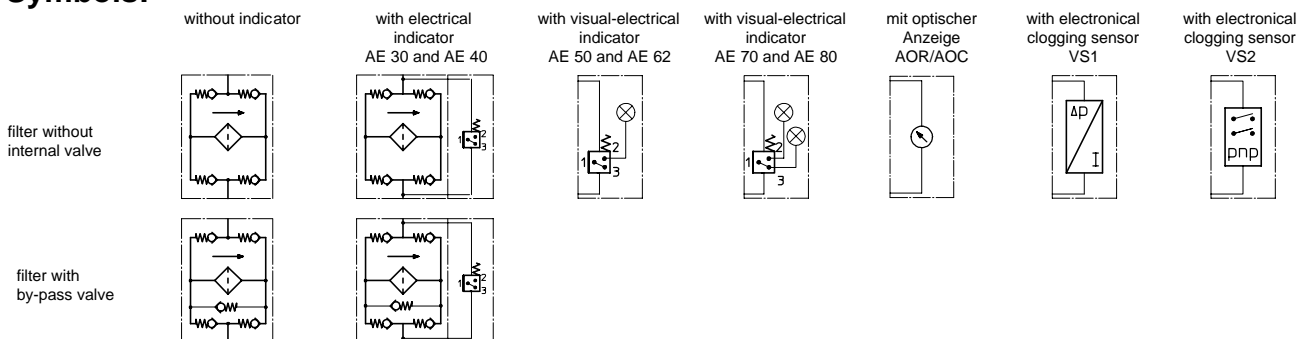 Symbols:
without indicator
with electrical
indicator
AE 30 and AE 40
with visual-electrical
indicator
AE 50 and AE 62
with visual-electrical
indicator
AE 70 and AE 80
mit optischer
Anzeige
AOR/AOC
with electronical
clogging sensor
VS1
with electronical
clogging sensor
VS2
filter without
internal valve
1 2
3
1 2
3
1 2
3
Δp
I
pnp
filter with
by-pass valve
1 2
3